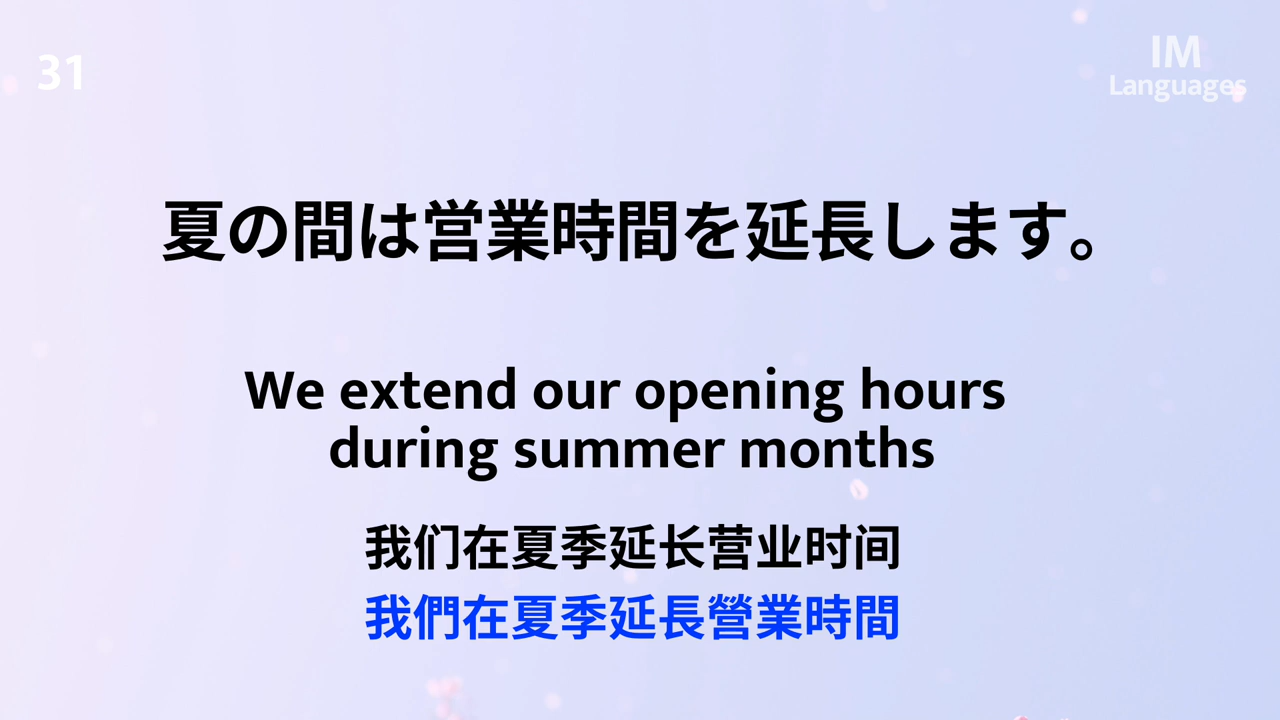 31
IM
Languages
夏の間は営業時間を延長します。
We extend our opening hours
during summer months
我们在夏季延长营业时间
我們在夏季延長營業時間